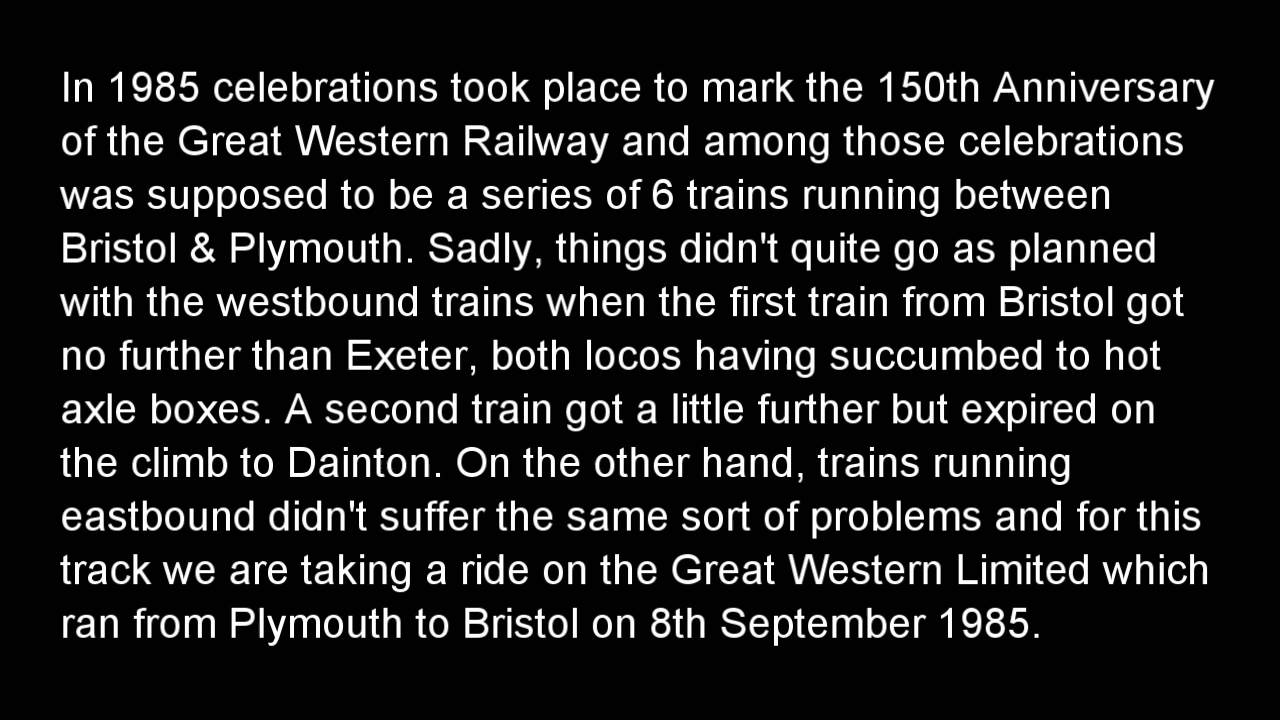 In 1985 celebrations took place to mark the 150th Anniversary
of the Great Western Railway and among those celebrations
was supposed to be a series of 6 trains running between
Bristol & Plymouth. Sadly, things didn't quite go as planned
with the westbound trains when the first train from Bristol got
no further than Exeter, both locos having succumbed to hot
axle boxes. A second train got a little further but expired on
the climb to Dainton. On the other hand, trains running
eastbound didn't suffer the same sort of problems and for this
track we are taking a ride on the Great Western Limited which
ran from Plymouth to Bristol on 8th September 1985.